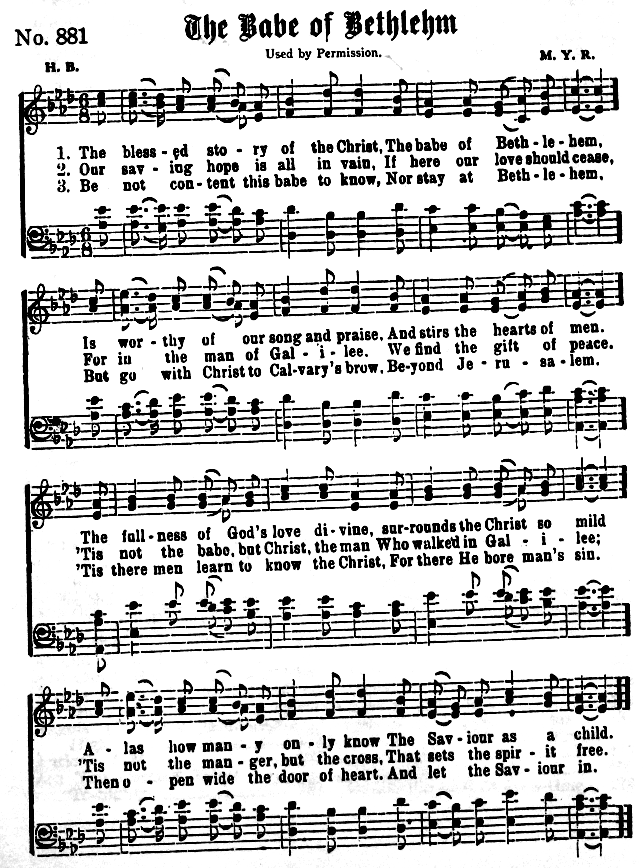 The Babe of Bethlehm
No. 881
Used by Permission.
H. B.
M. Y. R.
1. The bless - ed sto - ry of the Christ, The babe of Beth - le - hem,
2. Our sav - ing hope is all in vain, If here our love should cease,
3. Be not con - tent this babe to know, Nor stay at Beth - le - hem,
Is wor - thy of our song and praise, And stirs the hearts of men.
For in the man of Gal - i - lee. We find the gift of peace.
But go with Christ to Cal - vary's brow, Be - yond Je - ru - sa - lem.
The full - ness of God's love di - vine, sur - rounds the Christ so mild
'Tis not the babe, but Christ, the man Who walked in Gal - i - lee;
'Tis there men learn to know the Christ, For there He bore man's sin.
A - las how man - y on - ly know The Sav - iour as a child.
'Tis not the man - ger, but the cross, That sets the spir - it free.
Then o - pen wide the door of heart. And let the Sav - iour in.